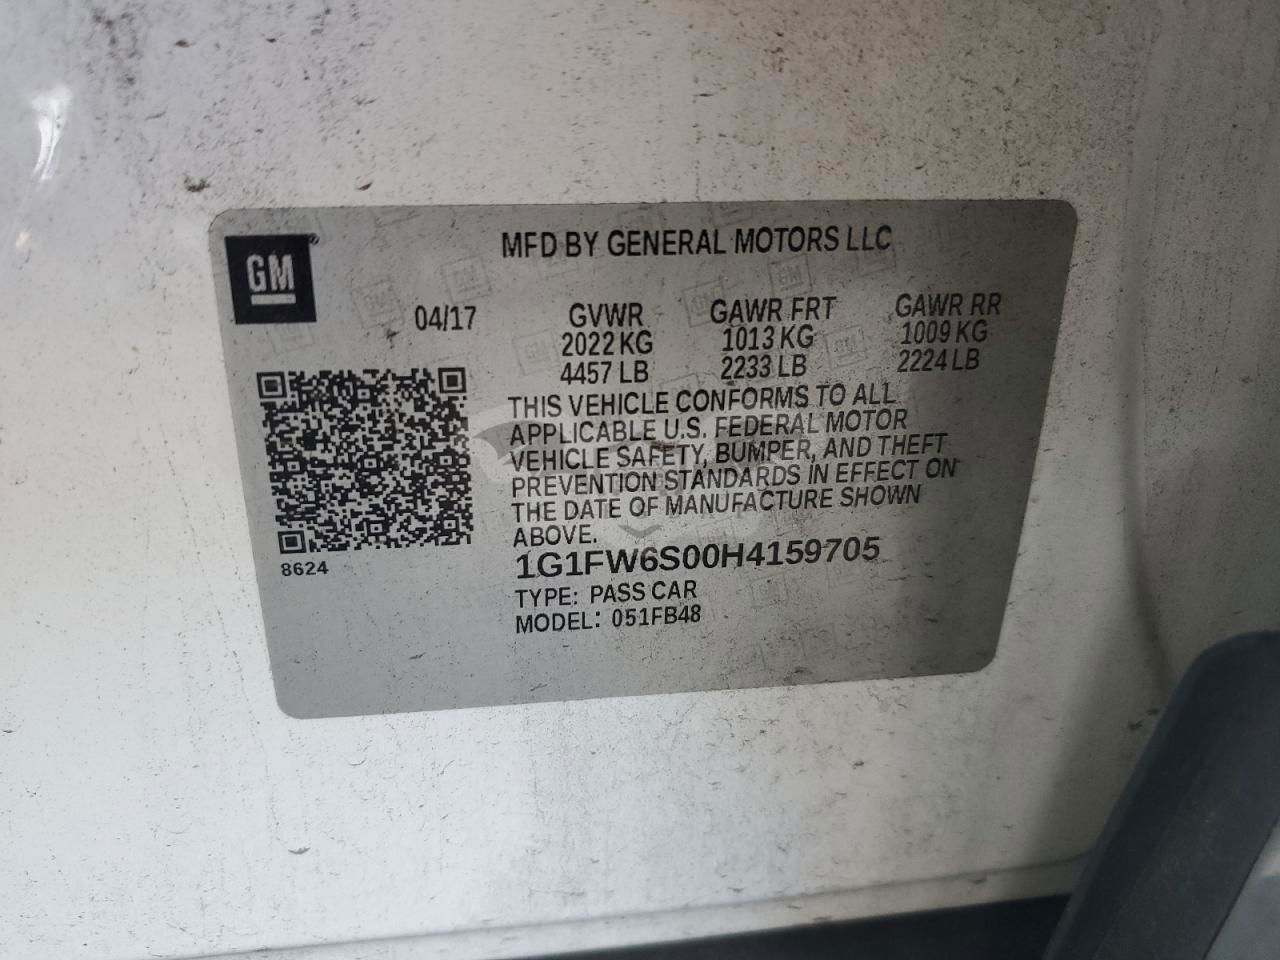 GM
MFD BY GENERAL MOTORS LLC
04/17 GVWR GAWR FRT GAWR RR
2022 KG 1013 KG 1009 KG
4457 LB 2233 LB 2224 LB
THIS VEHICLE CONFORMS TO ALL
APPLICABLE U.S. FEDERAL MOTOR
VEHICLE SAFETY, BUMPER, AND THEFT
PREVENTION STANDARDS IN EFFECT ON
THE DATE OF MANUFACTURE SHOWN
ABOVE.
8624
1G1FW6S00H4159705
TYPE: PASS CAR
MODEL: 051FB48